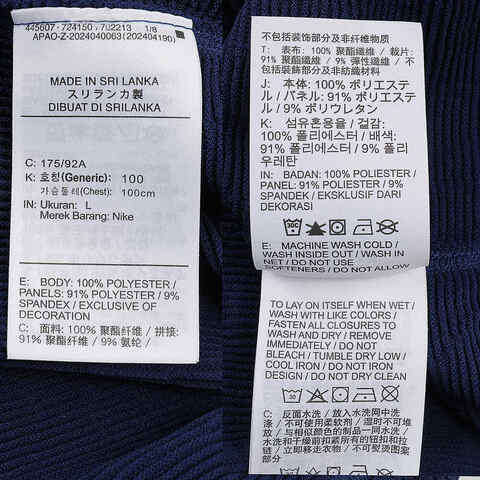 445607 - 724150 - 702213 1/8
APAO-Z-2024040063(202404190)
MADE IN SRI LANKA
スリランカ製
DIBUAT DI SRILANKA
C: 175/92A
K: 호칭(Generic): 100
가슴둘레(Chest): 100cm
IN: Ukuran: L
Merek Barang: Nike
E: BODY: 100% POLYESTER /
PANELS: 91% POLYESTER / 9%
SPANDEX / EXCLUSIVE OF
DECORATION
C: 面料: 100% 聚酯纤维 / 拼接:
91% 聚酯纤维 / 9% 氨纶 /
不包括装饰部分及非纤维物质
T: 表布: 100% 聚酯纖維 / 裁片:
91% 聚酯纖維 / 9% 彈性纖維 / 不
包括裝飾部分及非紡織材料
J: 本体: 100% ポリエステ
ル / パネル: 91% ポリエステ
ル / 9% ポリウレタン
K: 섬유혼용율 / 겉감:
100% 폴리에스터 / 배색:
91% 폴리에스터 / 9% 폴리
우레탄
IN: BADAN: 100% POLIESTER /
PANEL: 91% POLIESTER / 9%
SPANDEX / EKSKLUSIF DARI
DEKORASI
E: MACHINE WASH COLD /
WASH INSIDE OUT / WASH IN
NET / DO NOT USE
SOFTENERS / DO NOT ALLOW
TO LAY ON ITSELF WHEN WET /
WASH WITH LIKE COLORS /
FASTEN ALL CLOSURES TO
WASH AND DRY / REMOVE
IMMEDIATELY / DO NOT
BLEACH / TUMBLE DRY LOW /
COOL IRON / DO NOT IRON
DESIGN / DO NOT DRY CLEAN
C: 反面水洗 / 放入水洗网中洗
涤 / 不可使用柔软剂 / 湿时不可堆
放 / 与相似颜色的制品一同水洗 /
水洗和干燥前扣紧所有的钮扣和拉
链 / 立即移走衣物 / 不可熨烫图案
部分